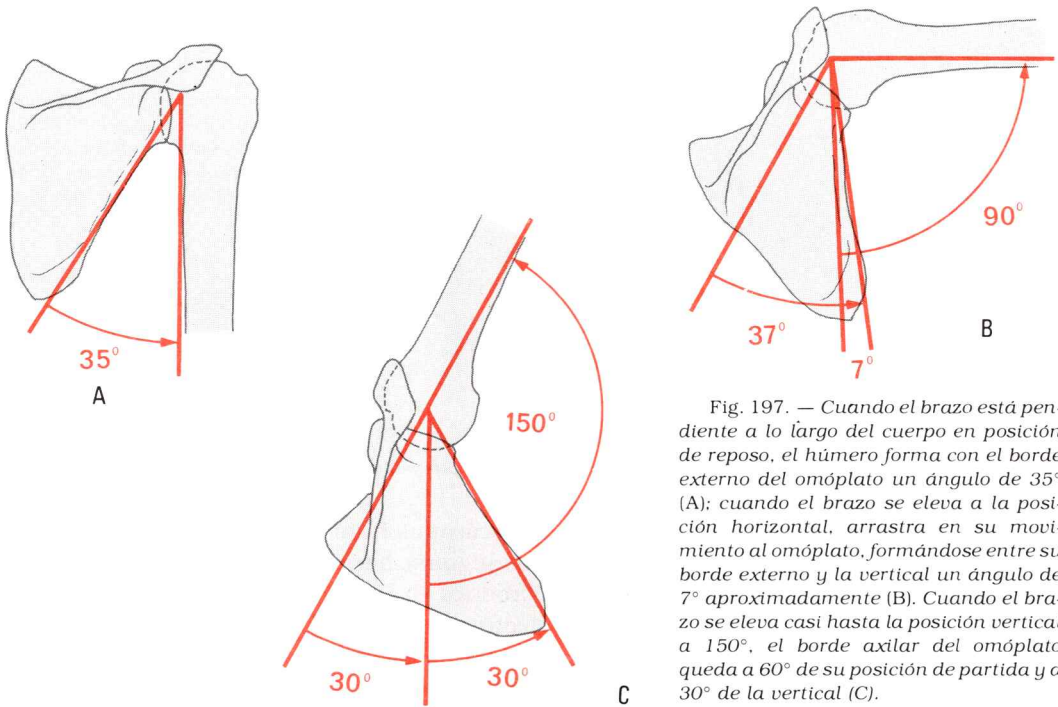 35°
A
90°
37°
7°
B
150°
30°
30°
C
Fig. 197. — Cuando el brazo está pen-
diente a lo largo del cuerpo en posición
de reposo, el húmero forma con el borde
externo del omóplato un ángulo de 35°
(A); cuando el brazo se eleva a la posi-
ción horizontal, arrastra en su movi-
miento al omóplato, formándose entre su
borde externo y la vertical un ángulo de
7° aproximadamente (B). Cuando el bra-
zo se eleva casi hasta la posición vertical
a 150°, el borde axilar del omóplato
queda a 60° de su posición de partida y a
30° de la vertical (C).